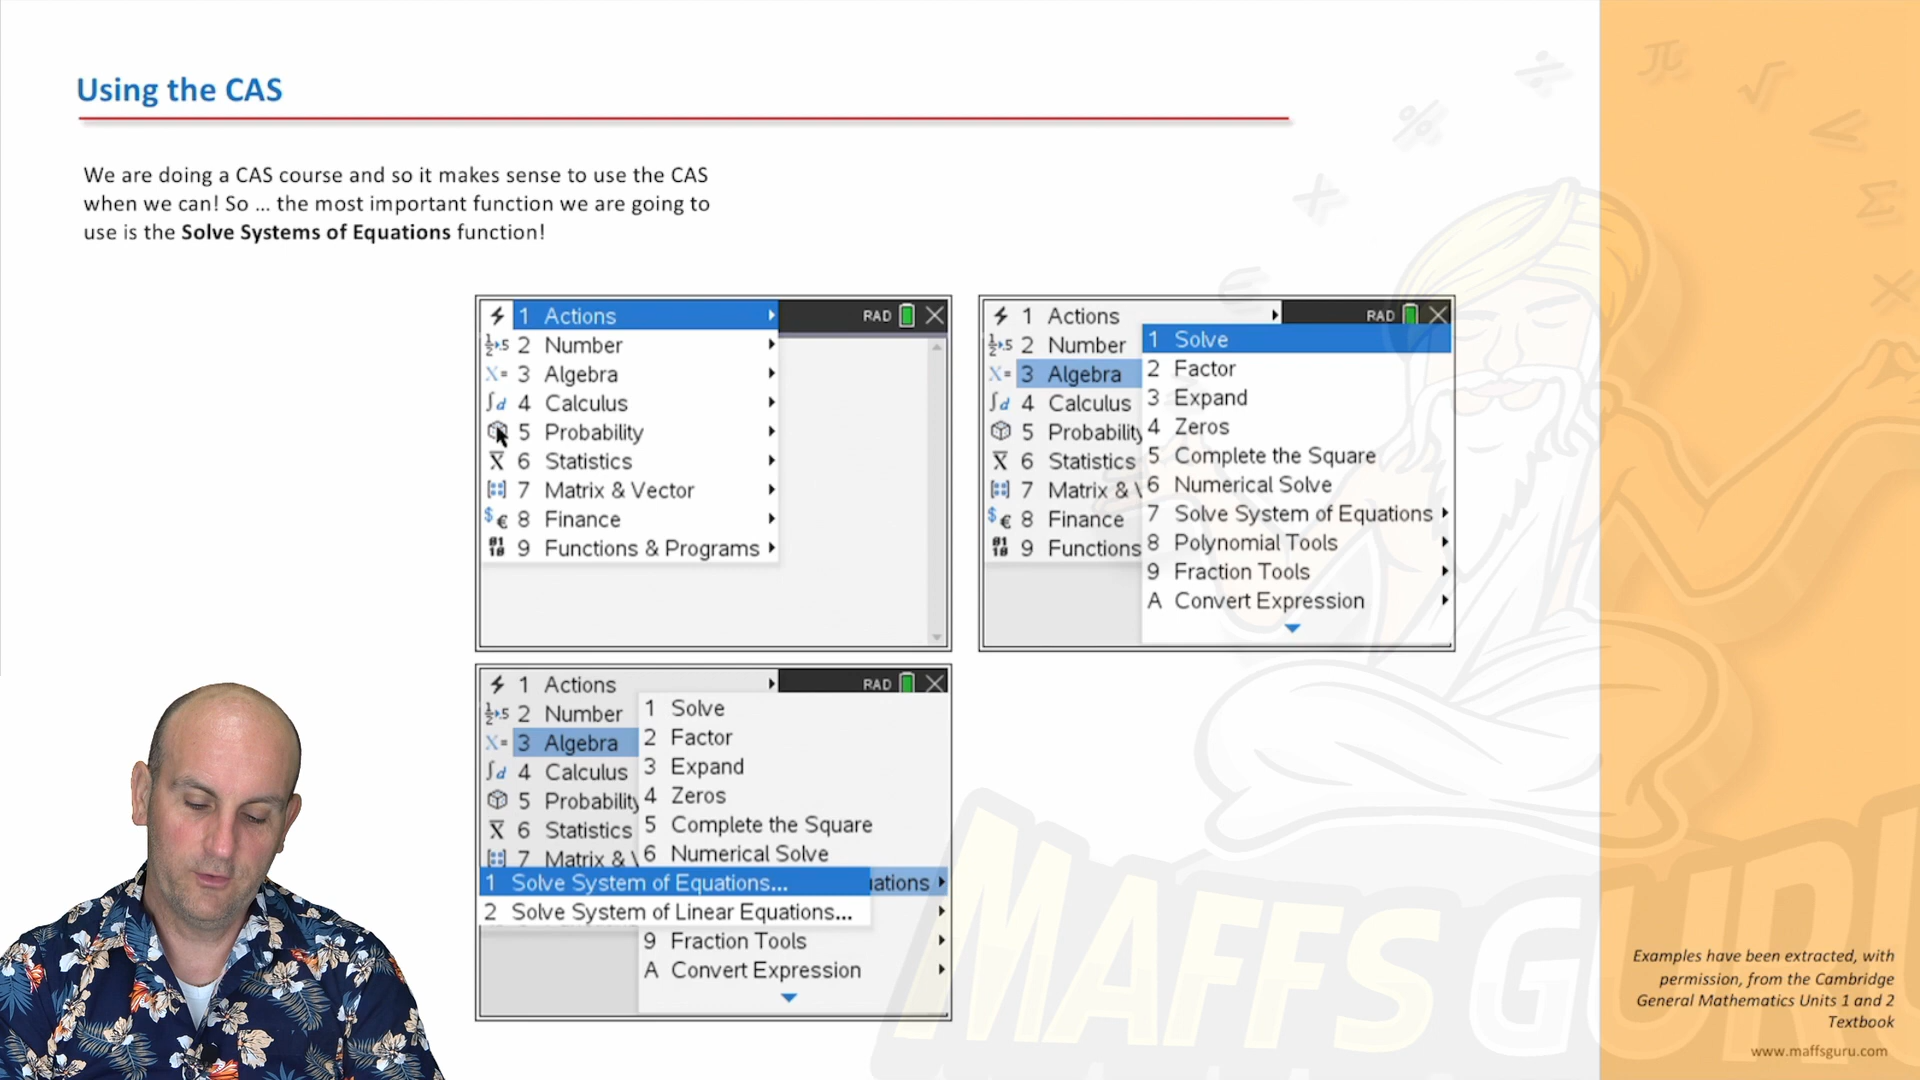 Using the CAS
We are doing a CAS course and so it makes sense to use the CAS
when we can! So ... the most important function we are going to
use is the Solve Systems of Equations function!
1 Actions
RAD
2 Number
3 Algebra
4 Calculus
5 Probability
6 Statistics
7 Matrix & Vector
8 Finance
9 Functions & Programs
1 Actions
RAD
2 Number
3 Algebra
4 Calculus
5 Probability
6 Statistics
7 Matrix & V
8 Finance
9 Functions
1 Solve
2 Factor
3 Expand
4 Zeros
5 Complete the Square
6 Numerical Solve
7 Solve System of Equations
8 Polynomial Tools
9 Fraction Tools
A Convert Expression
1 Actions
RAD
2 Number
3 Algebra
4 Calculus
5 Probability
6 Statistics
7 Matrix & V
1 Solve
2 Factor
3 Expand
4 Zeros
5 Complete the Square
6 Numerical Solve
uations
1 Solve System of Equations...
2 Solve System of Linear Equations...
9 Fraction Tools
A Convert Expression
MAFFS GURU
Examples have been extracted, with
permission, from the Cambridge
General Mathematics Units 1 and 2
Textbook
www.maffsguru.com